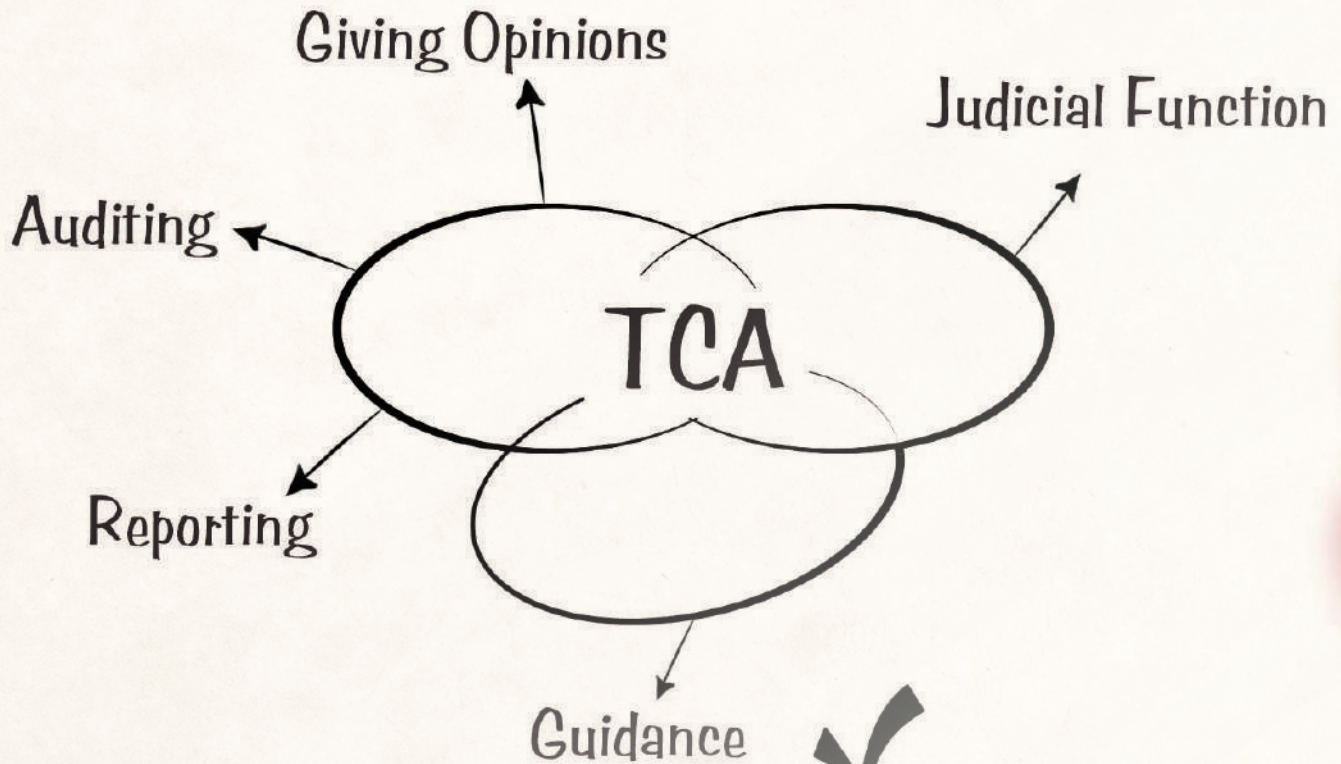 Giving Opinions
Judicial Function
Auditing
TCA
Reporting
Guidance